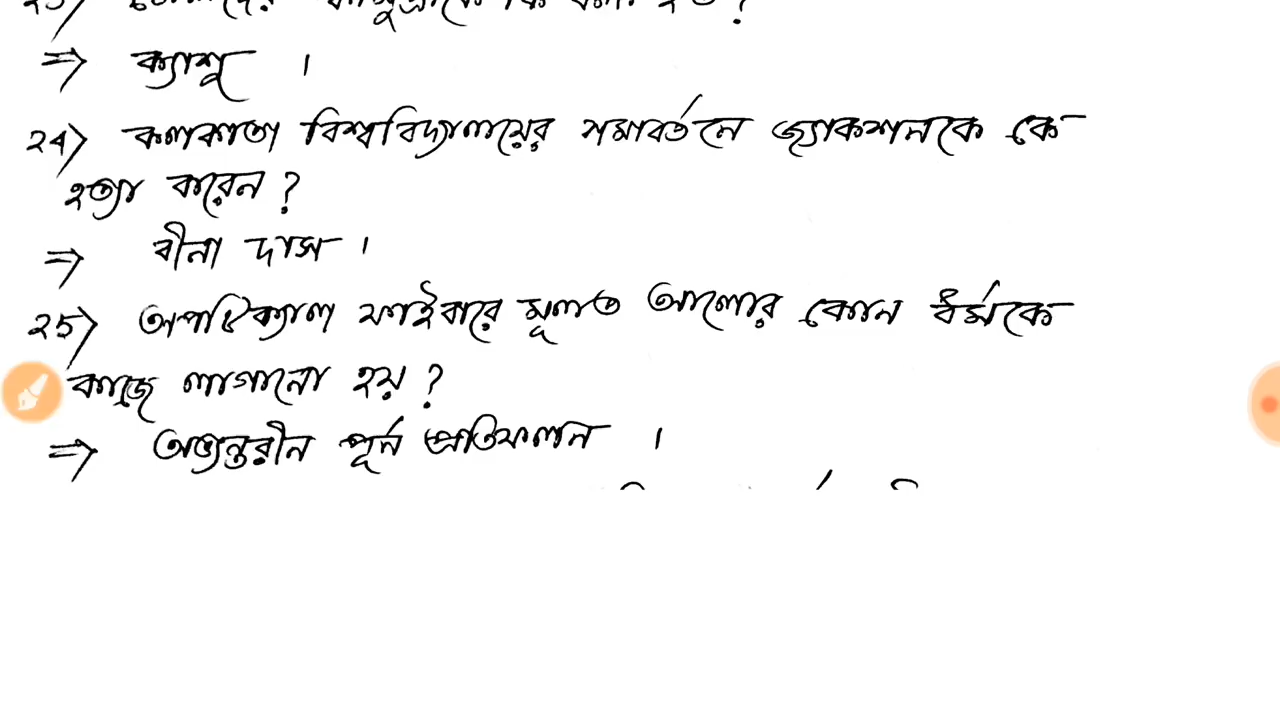 ⇒ ক্যাশু ।
২৪) কলকাতা বিশ্ববিদ্যালয়ের সমাবর্তনে জ্যাকশনকে কে
হত্যা করেন ?
⇒ বীনা দাস ।
২৫) অপটিক্যাল ফাইবারে মূলত আলোর কোন ধর্মকে
কাজে লাগানো হয় ?
⇒ অভ্যন্তরীন পূর্ন প্রতিফলন ।